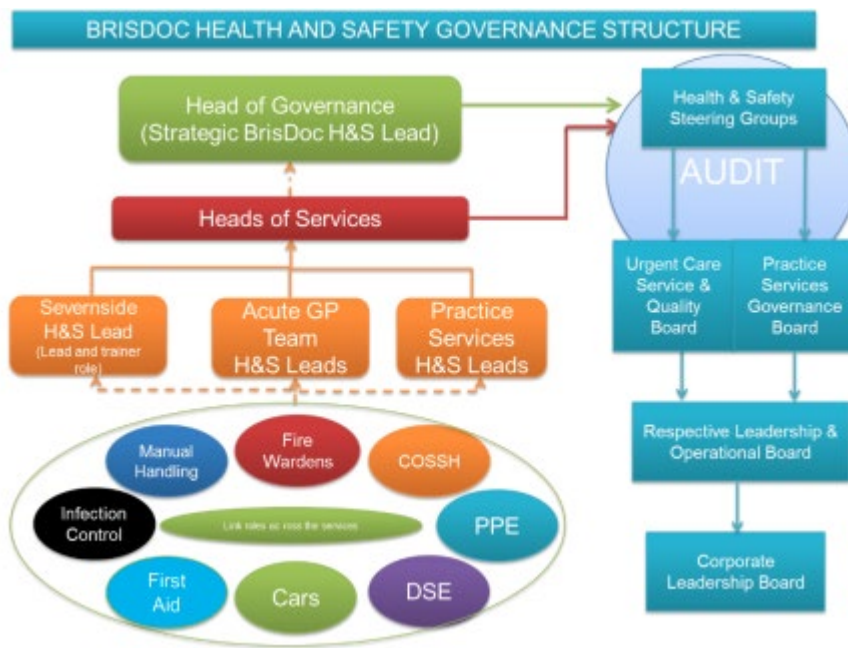 BRISDOC HEALTH AND SAFETY GOVERNANCE STRUCTURE
Head of Governance
(Strategic BrisDoc H&S Lead)
Health & Safety
Steering Groups
AUDIT
Heads of Services
Urgent Care
Service &
Quality
Board
Practice
Services
Governance
Board
Severnside
H&S Lead
(Lead and trainer
role)
Acute GP
Team
H&S Leads
Practice
Services
H&S Leads
Respective Leadership &
Operational Board
Manual
Handling
Fire
Wardens
COSSH
Infection
Control
Link roles ac ross the services
PPE
First
Aid
Cars
DSE
Corporate
Leadership Board